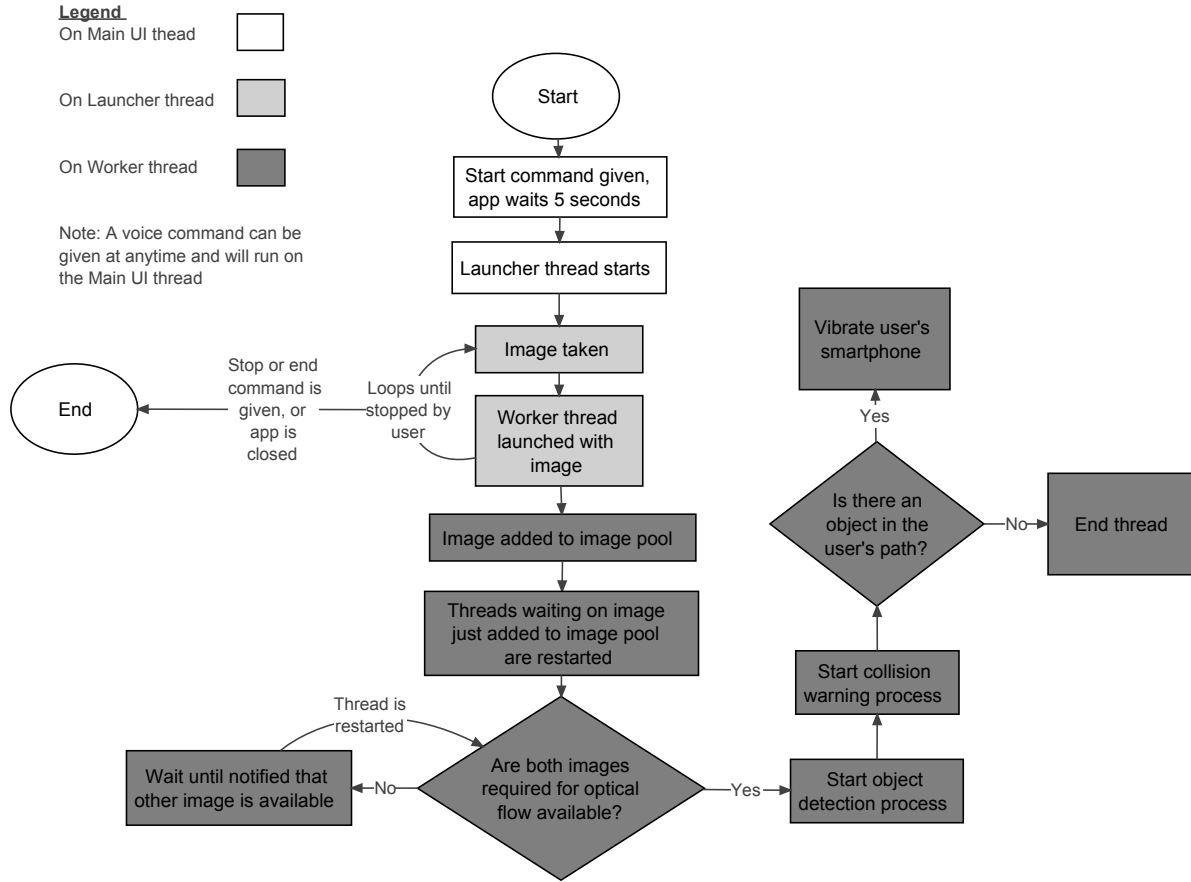 Legend
On Main UI thead
On Launcher thread
On Worker thread
Note: A voice command can be
given at anytime and will run on
the Main UI thread
Start
Start command given,
app waits 5 seconds
Launcher thread starts
Image taken
Worker thread
launched with
image
Loops until
stopped by
user
Stop or end
command is
given, or
app is
closed
End
Image added to image pool
Threads waiting on image
just added to image pool
are restarted
Are both images
required for optical
flow available?
No
Wait until notified that
other image is available
Thread is
restarted
Yes
Start object
detection process
Start collision
warning process
Is there an
object in the
user's path?
No
End thread
Yes
Vibrate user's
smartphone